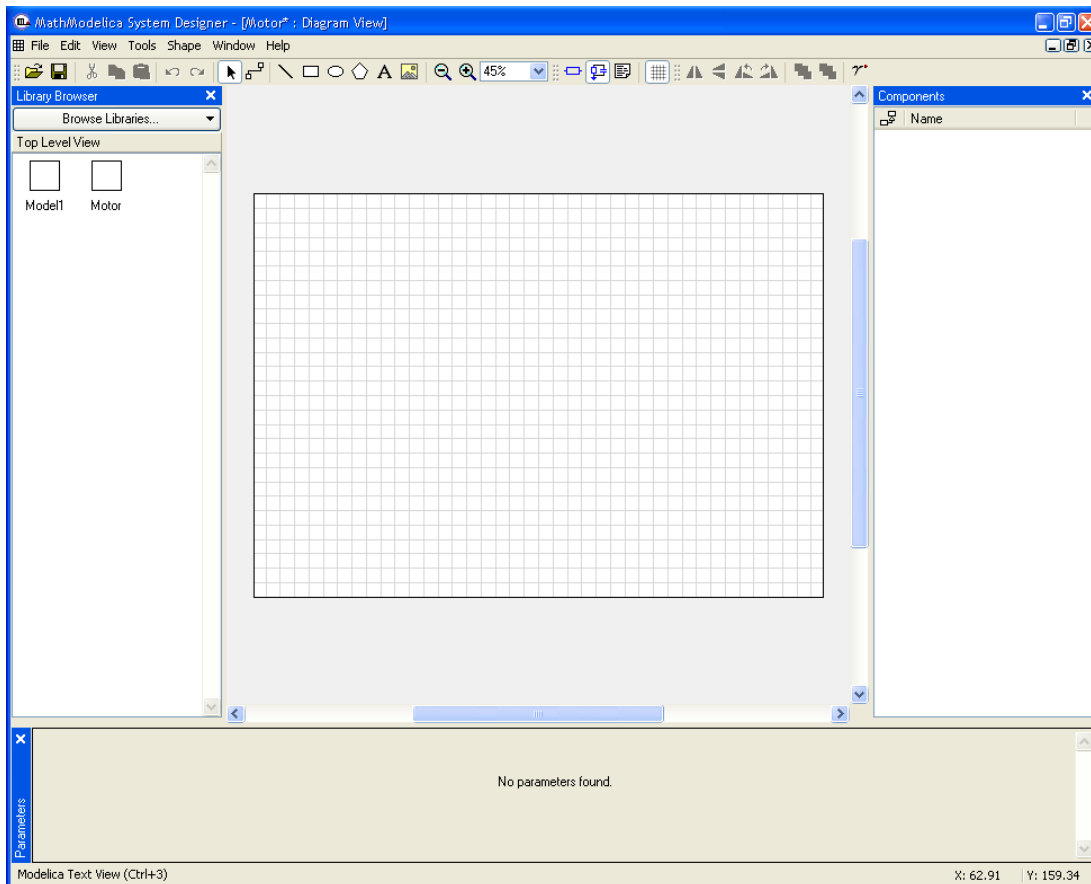 MathModelica System Designer - [Motor* : Diagram View]
File Edit View Tools Shape Window Help
A 45%
Library Browser
Components
Browse Libraries...
Name
Top Level View
Model1 Motor
No parameters found.
Parameters
Modelica Text View (Ctrl+3) X: 62.91 Y: 159.34